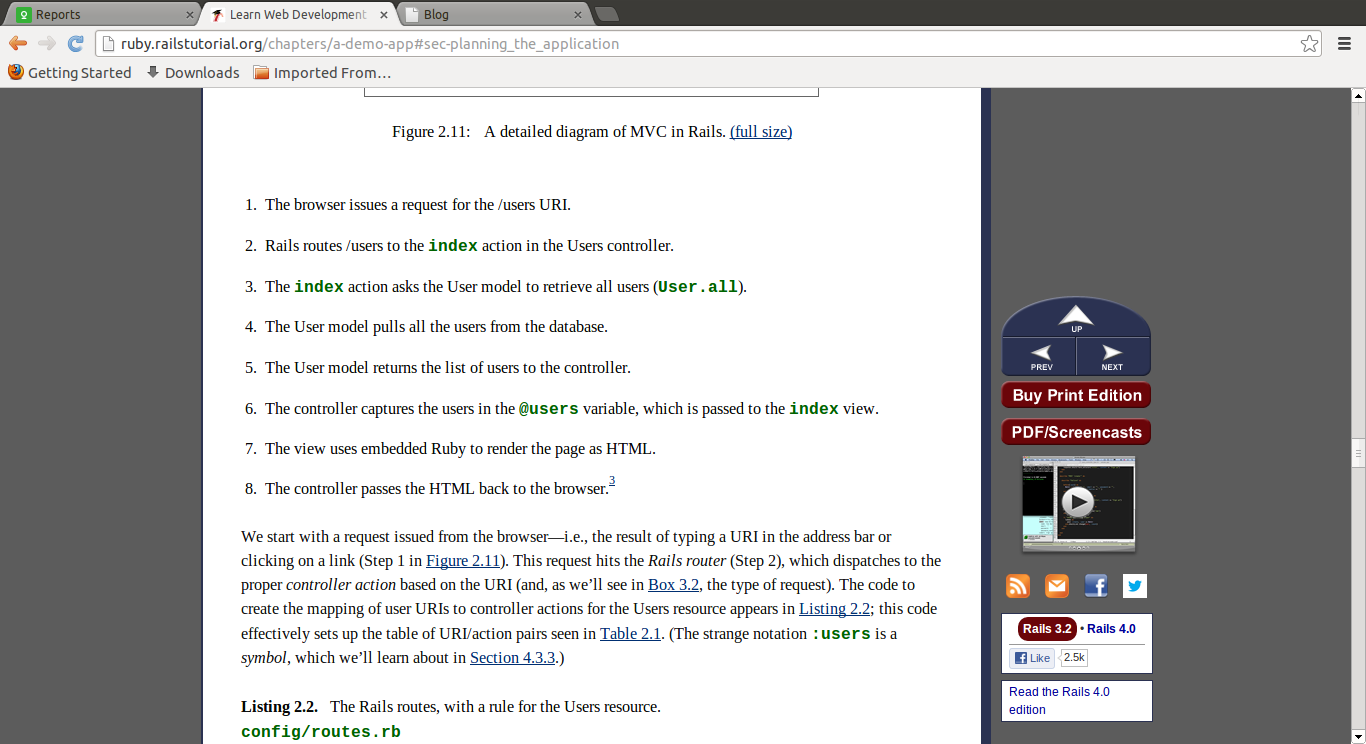 Reports
Learn Web Development
Blog
ruby.railstutorial.org/chapters/a-demo-app#sec-planning_the_application
Getting Started
Downloads
Imported From…
Figure 2.11: A detailed diagram of MVC in Rails. (full size)
1. The browser issues a request for the /users URI.
2. Rails routes /users to the index action in the Users controller.
3. The index action asks the User model to retrieve all users (User.all).
4. The User model pulls all the users from the database.
5. The User model returns the list of users to the controller.
6. The controller captures the users in the @users variable, which is passed to the index view.
7. The view uses embedded Ruby to render the page as HTML.
8. The controller passes the HTML back to the browser.3
We start with a request issued from the browser—i.e., the result of typing a URI in the address bar or
clicking on a link (Step 1 in Figure 2.11). This request hits the Rails router (Step 2), which dispatches to the
proper controller action based on the URI (and, as we’ll see in Box 3.2, the type of request). The code to
create the mapping of user URIs to controller actions for the Users resource appears in Listing 2.2; this code
effectively sets up the table of URI/action pairs seen in Table 2.1. (The strange notation :users is a
symbol, which we’ll learn about in Section 4.3.3.)
Listing 2.2. The Rails routes, with a rule for the Users resource.
config/routes.rb
UP
PREV
NEXT
Buy Print Edition
PDF/Screencasts
Rails 3.2 • Rails 4.0
Like 2.5k
Read the Rails 4.0
edition